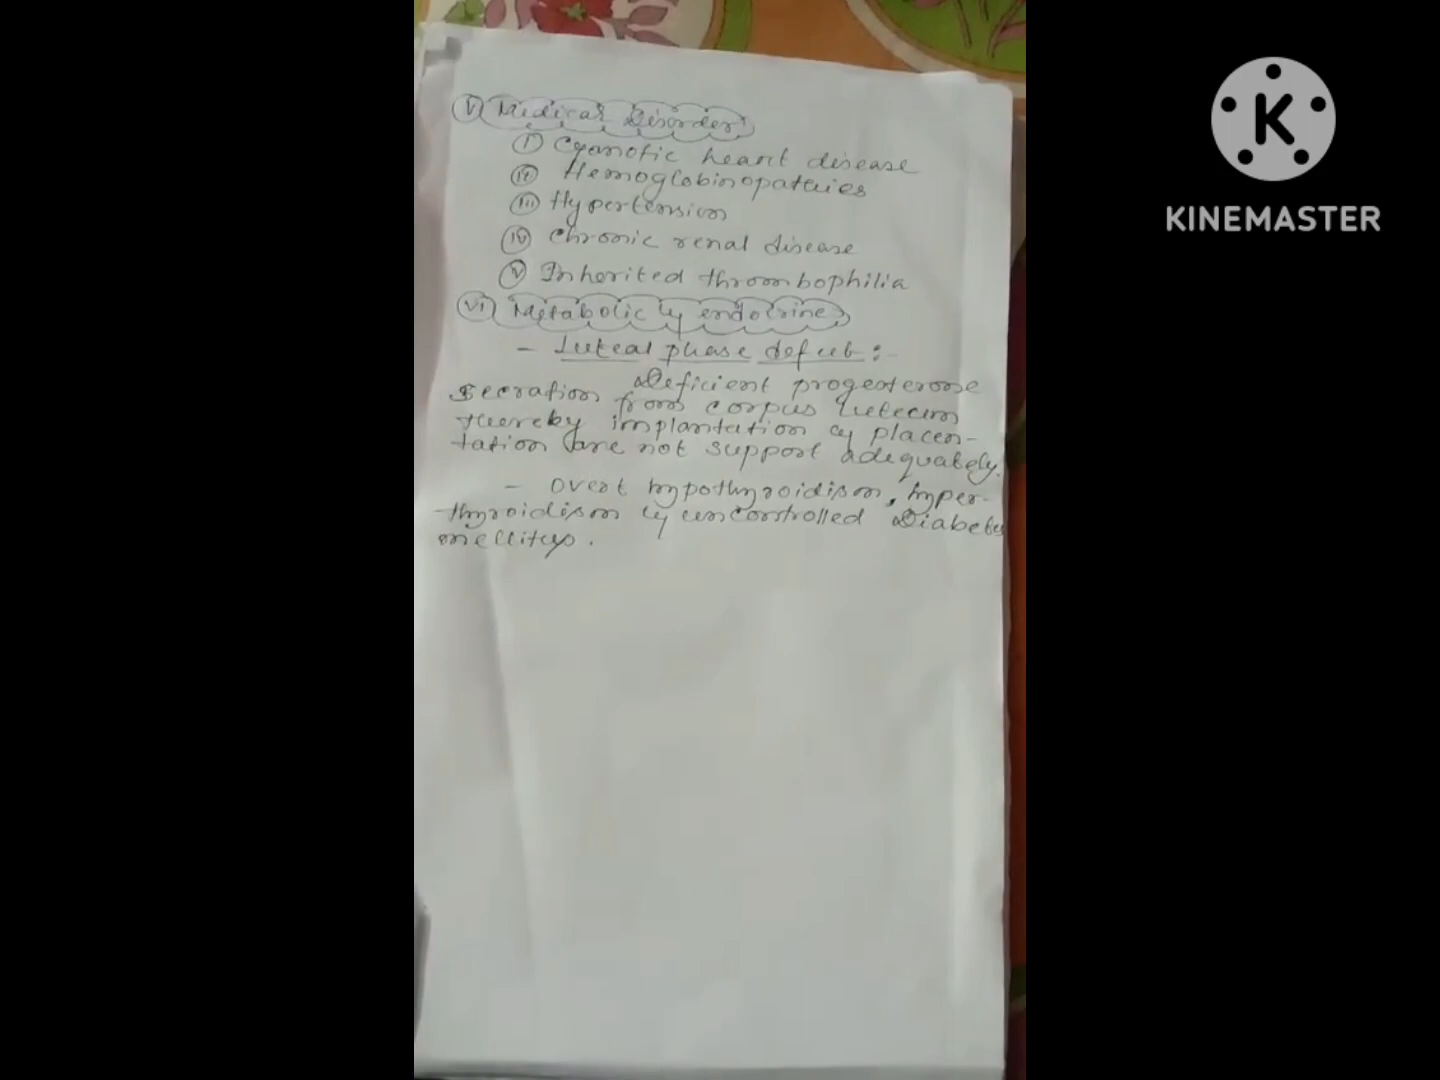 V Medical Disorder
i Cyanotic heart disease
ii Hemoglobinopathies
iii Hypertension
iv Chronic renal disease
v Inherited thrombophilia
VI Metabolic & endocrine
- Luteal phase defect :-
Deficient progesterone
secration from corpus luteum
thereby implantation & placen-
tation are not support adequately.
- Overt hypothyroidism, hyper-
thyroidism & uncontrolled Diabetes
mellitus.
K
KINEMASTER